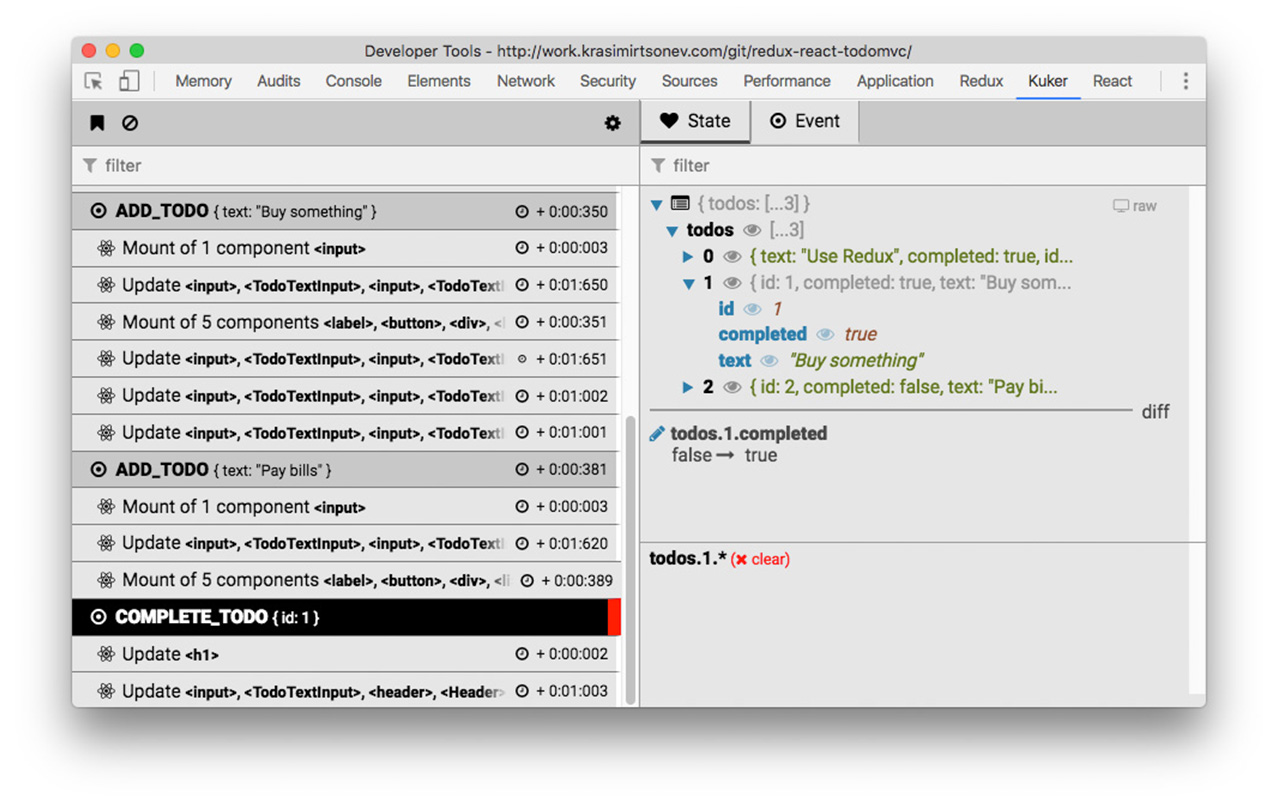 Developer Tools - http://work.krasimirtsonev.com/git/redux-react-todomvc/
Memory Audits Console Elements Network Security Sources Performance Application Redux Kuker React
State Event
filter
filter
ADD_TODO { text: "Buy something" } + 0:00:350
Mount of 1 component <input> + 0:00:003
Update <input>, <TodoTextInput>, <input>, <TodoTextI + 0:01:650
Mount of 5 components <label>, <button>, <div>, <l + 0:00:351
Update <input>, <TodoTextInput>, <input>, <TodoTextI + 0:01:651
Update <input>, <TodoTextInput>, <input>, <TodoTextI + 0:01:002
Update <input>, <TodoTextInput>, <input>, <TodoTextI + 0:01:001
ADD_TODO { text: "Pay bills" } + 0:00:381
Mount of 1 component <input> + 0:00:003
Update <input>, <TodoTextInput>, <input>, <TodoTextI + 0:01:620
Mount of 5 components <label>, <button>, <div>, <li + 0:00:389
COMPLETE_TODO { id: 1 }
Update <h1> + 0:00:002
Update <input>, <TodoTextInput>, <header>, <Header> + 0:01:003
{ todos: [...3] } raw
todos [...3]
0 { text: "Use Redux", completed: true, id...
1 { id: 1, completed: true, text: "Buy som...
id 1
completed true
text "Buy something"
2 { id: 2, completed: false, text: "Pay bi...
diff
todos.1.completed
false → true
todos.1.* (✖ clear)